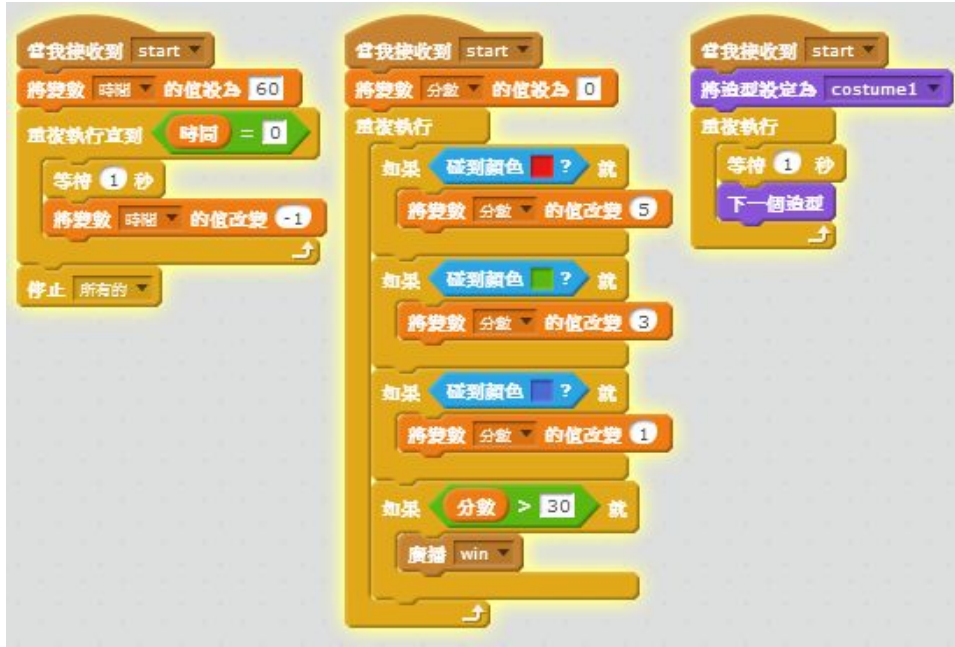 當我接收到 start
將變數 時間 的值設為 60
重複執行直到 時間 = 0
等待 1 秒
將變數 時間 的值改變 -1
停止 所有的
當我接收到 start
將變數 分數 的值設為 0
重複執行
如果 碰到顏色 ? 就
將變數 分數 的值改變 5
如果 碰到顏色 ? 就
將變數 分數 的值改變 3
如果 碰到顏色 ? 就
將變數 分數 的值改變 1
如果 分數 > 30 就
廣播 win
當我接收到 start
將造型設定為 costume1
重複執行
等待 1 秒
下一個造型